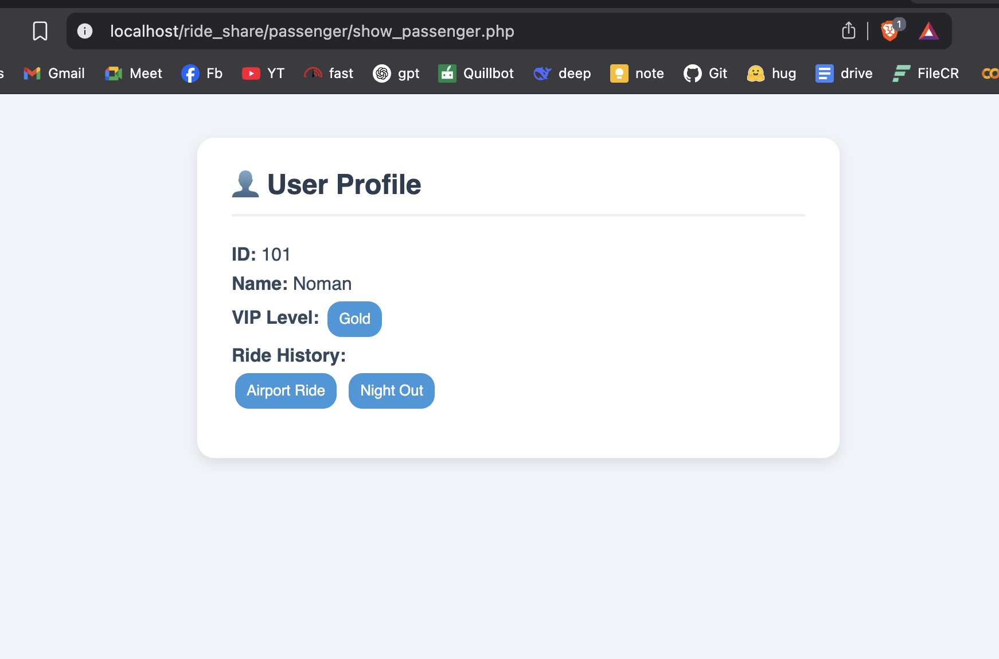 localhost/ride_share/passenger/show_passenger.php
1
s Gmail Meet Fb YT fast gpt Quillbot deep note Git hug drive FileCR
User Profile
ID: 101
Name: Noman
VIP Level: Gold
Ride History:
Airport Ride Night Out